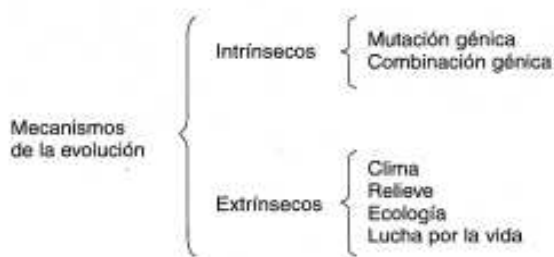 Mecanismos
de la evolución
Intrínsecos
Mutación génica
Combinación génica
Extrínsecos
Clima
Relieve
Ecología
Lucha por la vida